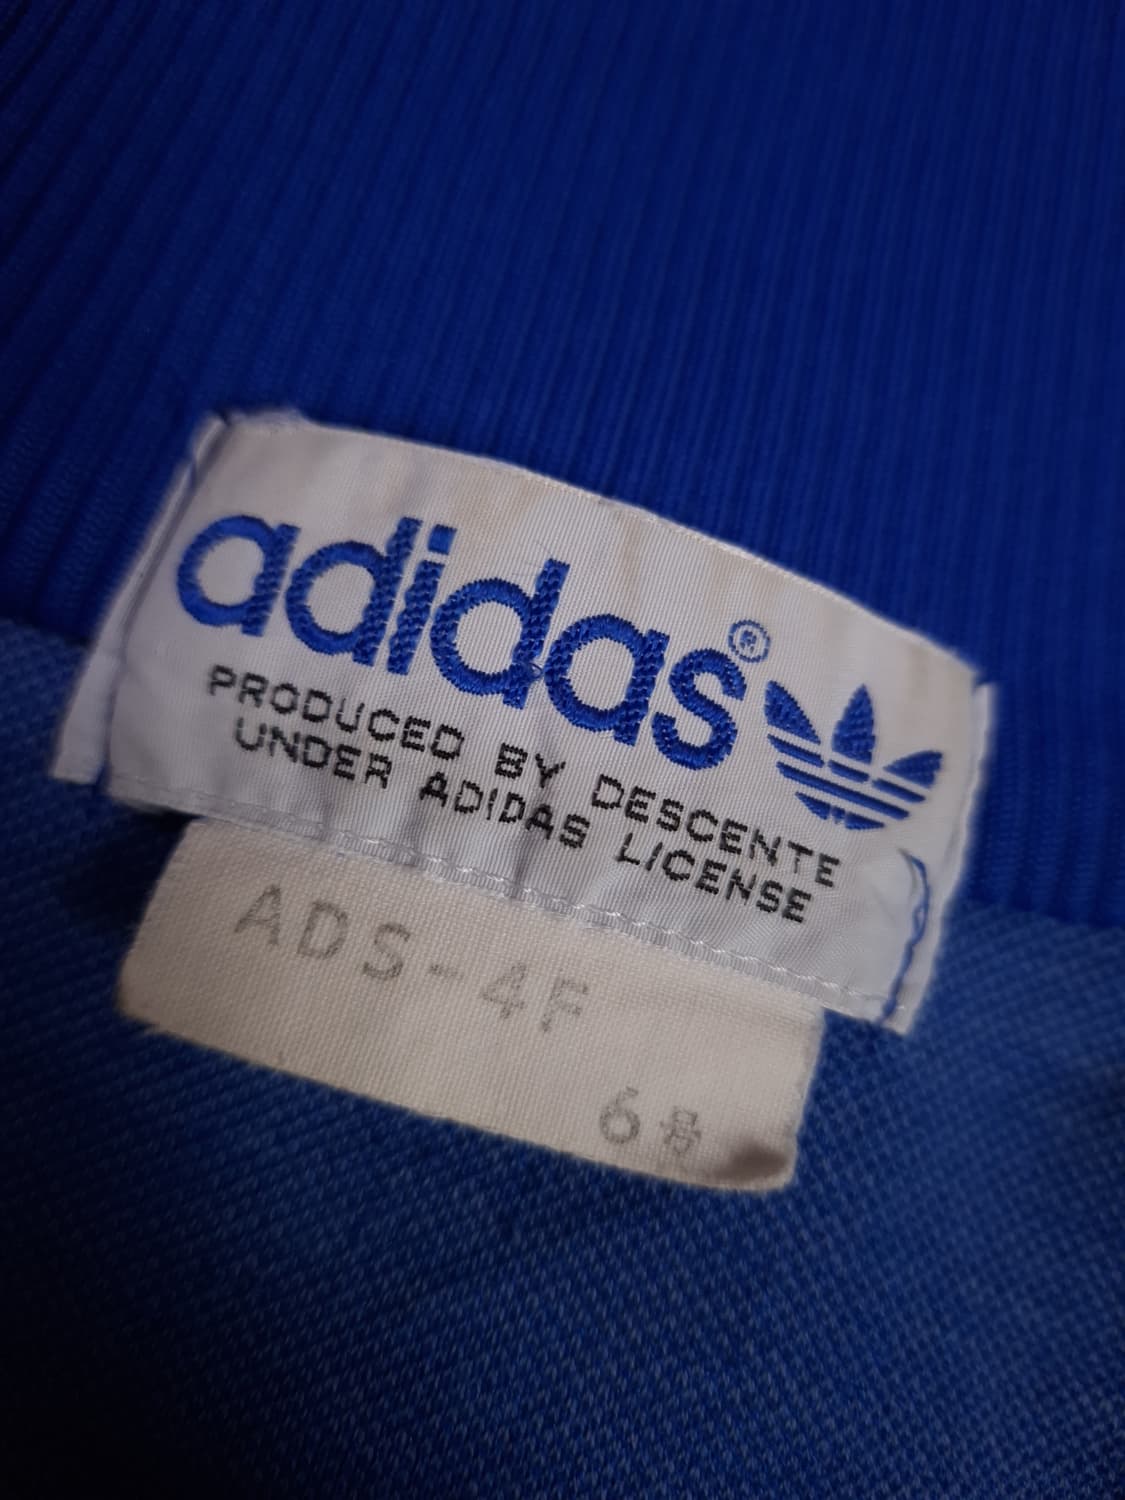 adidas®
PRODUCED BY DESCENTE
UNDER ADIDAS LICENSE
ADS-4F
6号